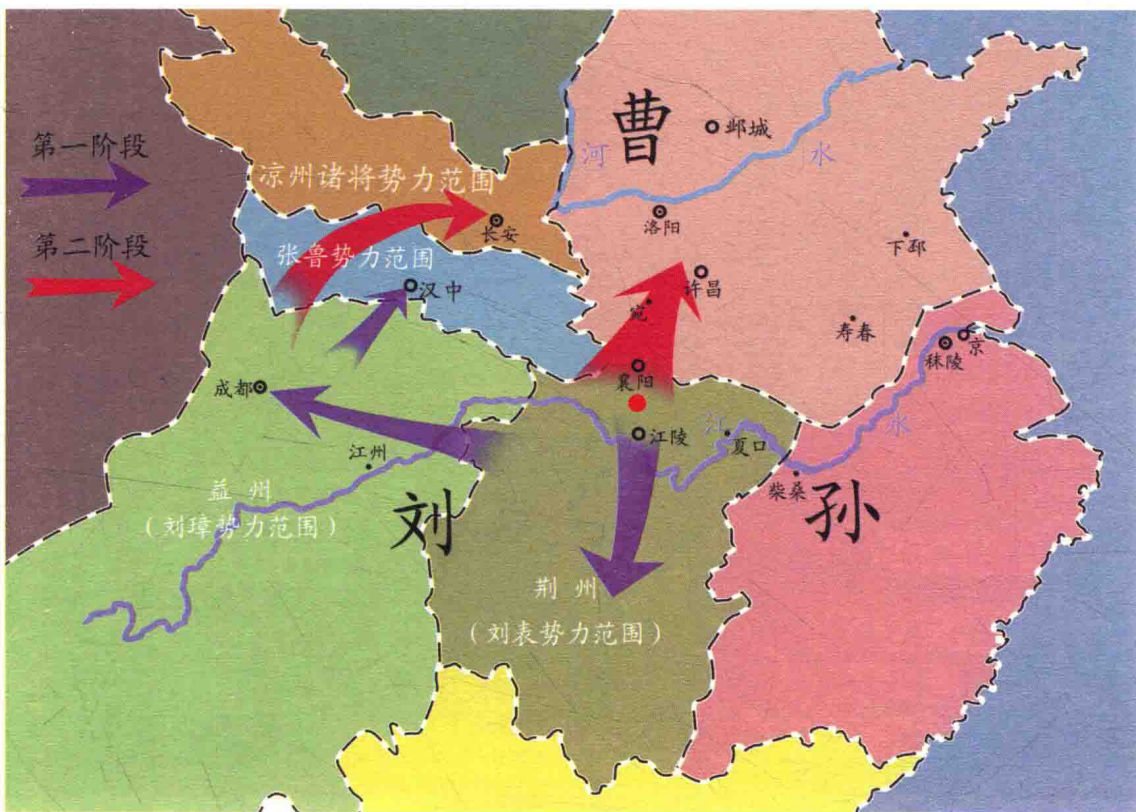 第一阶段
第二阶段
曹
邺城
河
水
凉州诸将势力范围
长安
洛阳
下邳
张鲁势力范围
汉中
许昌
宛
寿春
京
秣陵
成都
襄阳
江陵
江
夏口
水
江州
柴桑
益州
（刘璋势力范围）
刘
孙
荆州
（刘表势力范围）